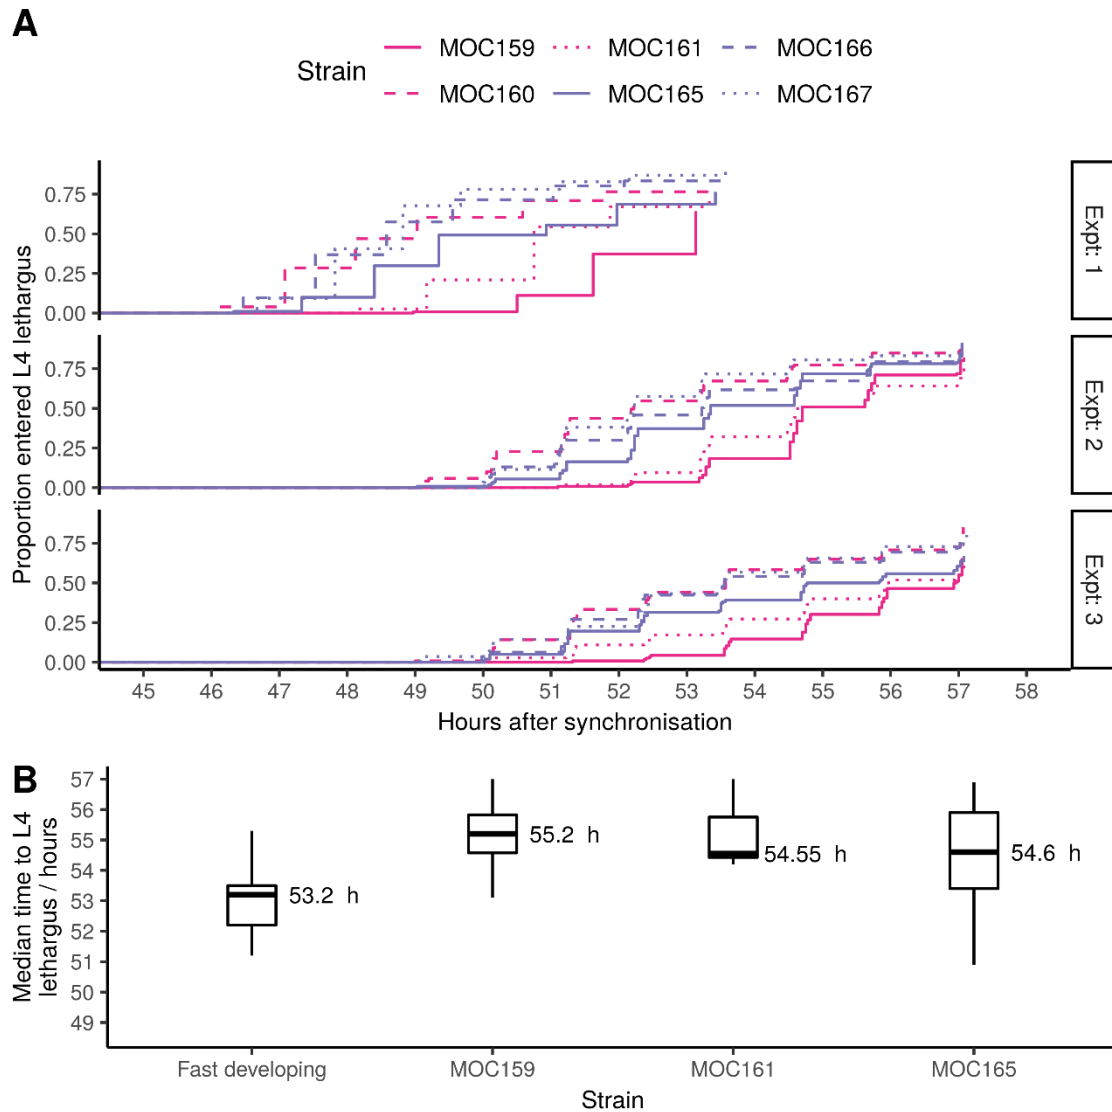 A
Strain
MOC159 MOC161 MOC166
MOC160 MOC165 MOC167
Proportion entered L4 lethargus
0.75
0.50
0.25
0.00
Expt: 1
0.75
0.50
0.25
0.00
Expt: 2
0.75
0.50
0.25
0.00
Expt: 3
45 46 47 48 49 50 51 52 53 54 55 56 57 58
Hours after synchronisation
B
Median time to L4
lethargus / hours
57
56
55
54
53
52
51
50
49
53.2 h
55.2 h
54.55 h
54.6 h
Fast developing MOC159 MOC161 MOC165
Strain